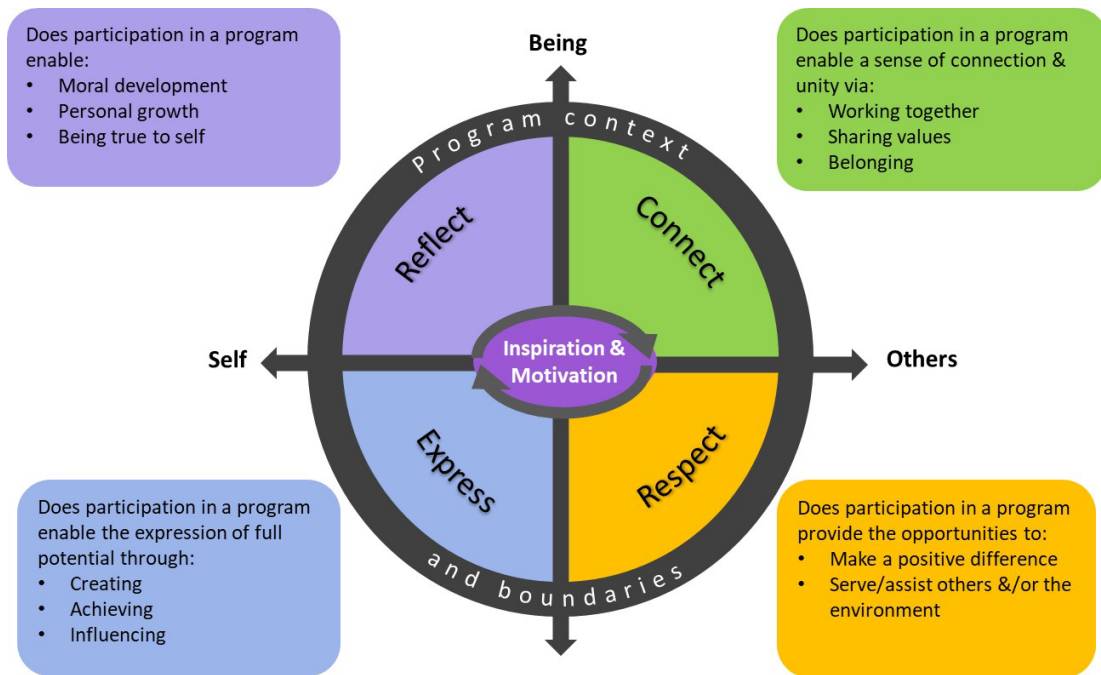 Does participation in a program
enable:
• Moral development
• Personal growth
• Being true to self
Being
Does participation in a program
enable a sense of connection &
unity via:
• Working together
• Sharing values
• Belonging
Program context
Reflect
Connect
Self
Inspiration &
Motivation
Others
Express
Respect
and boundaries
Does participation in a program
enable the expression of full
potential through:
• Creating
• Achieving
• Influencing
Does participation in a program
provide the opportunities to:
• Make a positive difference
• Serve/assist others &/or the
environment